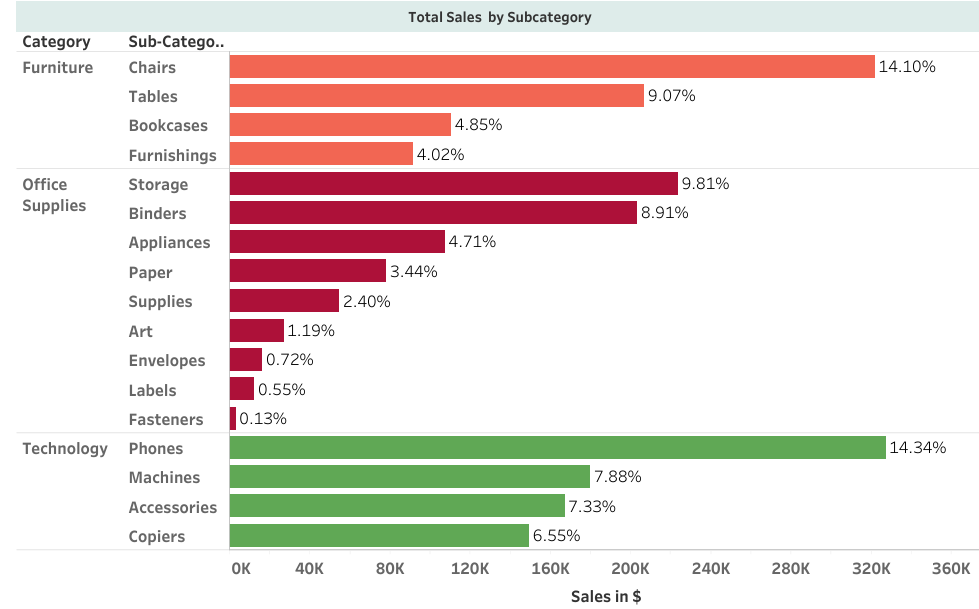 Total Sales  by Subcategory
Category Sub-Catego..
Furniture Chairs 14.10%
Tables 9.07%
Bookcases 4.85%
Furnishings 4.02%
Office Supplies Storage 9.81%
Binders 8.91%
Appliances 4.71%
Paper 3.44%
Supplies 2.40%
Art 1.19%
Envelopes 0.72%
Labels 0.55%
Fasteners 0.13%
Technology Phones 14.34%
Machines 7.88%
Accessories 7.33%
Copiers 6.55%
0K 40K 80K 120K 160K 200K 240K 280K 320K 360K
Sales in $